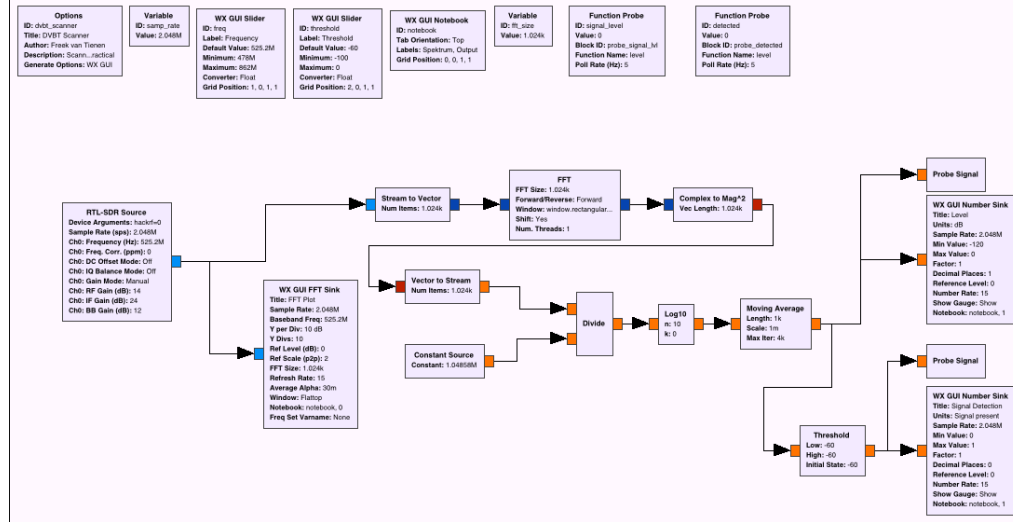 Options
ID: dvbt_scanner
Title: DVBT Scanner
Author: Freek van Tienen
Description: Scann...ractical
Generate Options: WX GUI
Variable
ID: samp_rate
Value: 2.048M
WX GUI Slider
ID: freq
Label: Frequency
Default Value: 525.2M
Minimum: 478M
Maximum: 862M
Converter: Float
Grid Position: 1, 0, 1, 1
WX GUI Slider
ID: threshold
Label: Threshold
Default Value: -60
Minimum: -100
Maximum: 0
Converter: Float
Grid Position: 2, 0, 1, 1
WX GUI Notebook
ID: notebook
Tab Orientation: Top
Labels: Spektrum, Output
Grid Position: 0, 0, 1, 1
Variable
ID: fft_size
Value: 1.024k
Function Probe
ID: signal_level
Value: 0
Block ID: probe_signal_lvl
Function Name: level
Poll Rate (Hz): 5
Function Probe
ID: detected
Value: 0
Block ID: probe_detected
Function Name: level
Poll Rate (Hz): 5
RTL-SDR Source
Device Arguments: hackrf=0
Sample Rate (sps): 2.048M
Ch0: Frequency (Hz): 525.2M
Ch0: Freq. Corr. (ppm): 0
Ch0: DC Offset Mode: Off
Ch0: IQ Balance Mode: Off
Ch0: Gain Mode: Manual
Ch0: RF Gain (dB): 14
Ch0: IF Gain (dB): 24
Ch0: BB Gain (dB): 12
Stream to Vector
Num Items: 1.024k
FFT
FFT Size: 1.024k
Forward/Reverse: Forward
Window: window.rectangular...
Shift: Yes
Num. Threads: 1
Complex to Mag^2
Vec Length: 1.024k
WX GUI FFT Sink
Title: FFT Plot
Sample Rate: 2.048M
Baseband Freq: 525.2M
Y per Div: 10 dB
Y Divs: 10
Ref Level (dB): 0
Ref Scale (p2p): 2
FFT Size: 1.024k
Refresh Rate: 15
Average Alpha: 30m
Window: Flattop
Notebook: notebook, 0
Freq Set Varname: None
Vector to Stream
Num Items: 1.024k
Constant Source
Constant: 1.04858M
Divide
Log10
n: 10
k: 0
Moving Average
Length: 1k
Scale: 1m
Max Iter: 4k
Probe Signal
WX GUI Number Sink
Title: Level
Units: dB
Sample Rate: 2.048M
Min Value: -120
Max Value: 0
Factor: 1
Decimal Places: 1
Reference Level: 0
Number Rate: 15
Show Gauge: Show
Notebook: notebook, 1
Threshold
Low: -60
High: -60
Initial State: -60
Probe Signal
WX GUI Number Sink
Title: Signal Detection
Units: Signal present
Sample Rate: 2.048M
Min Value: 0
Max Value: 1
Factor: 1
Decimal Places: 0
Reference Level: 0
Number Rate: 15
Show Gauge: Show
Notebook: notebook, 1